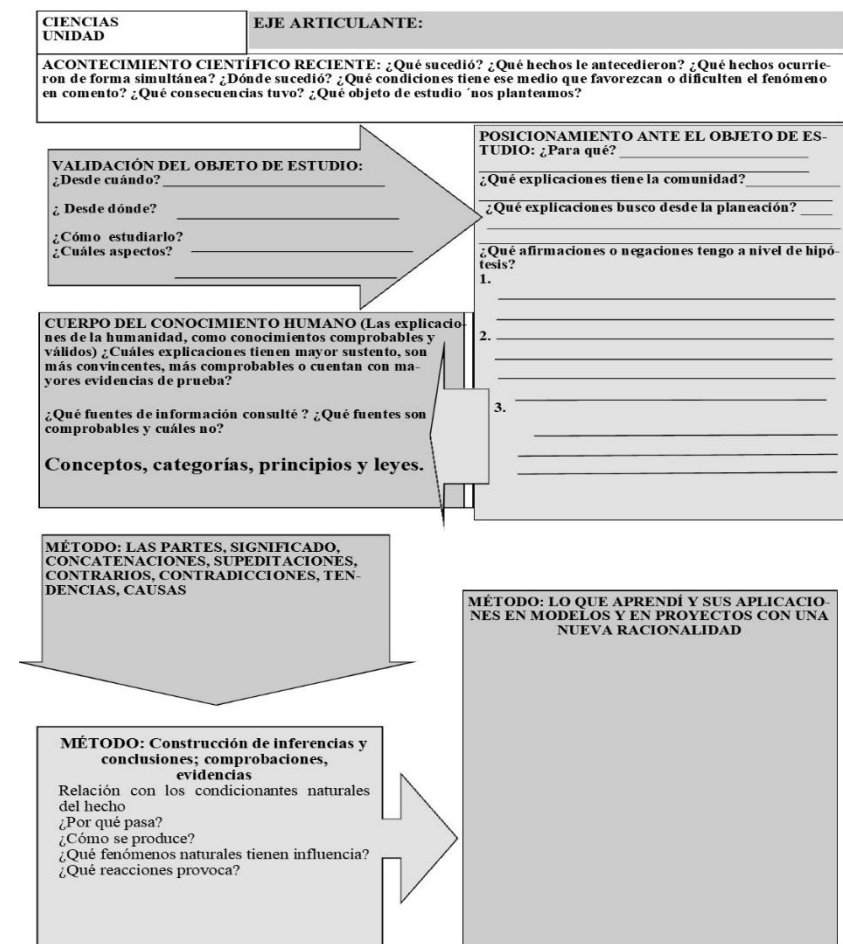 CIENCIAS
UNIDAD
EJE ARTICULANTE:
ACONTECIMIENTO CIENTÍFICO RECIENTE: ¿Qué sucedió? ¿Qué hechos le antecedieron? ¿Qué hechos ocurrie-
ron de forma simultánea? ¿Dónde sucedió? ¿Qué condiciones tiene ese medio que favorezcan o dificulten el fenómeno
en comento? ¿Qué consecuencias tuvo? ¿Qué objeto de estudio ´nos planteamos?
VALIDACIÓN DEL OBJETO DE ESTUDIO:
¿Desde cuándo?
¿ Desde dónde?
¿Cómo estudiarlo?
¿Cuáles aspectos?
POSICIONAMIENTO ANTE EL OBJETO DE ES-
TUDIO: ¿Para qué?
¿Qué explicaciones tiene la comunidad?
¿Qué explicaciones busco desde la planeación?
¿Qué afirmaciones o negaciones tengo a nivel de hipó-
tesis?
1.
2.
3.
CUERPO DEL CONOCIMIENTO HUMANO (Las explicacio-
nes de la humanidad, como conocimientos comprobables y
válidos) ¿Cuáles explicaciones tienen mayor sustento, son
más convincentes, más comprobables o cuentan con ma-
yores evidencias de prueba?
¿Qué fuentes de información consulté ? ¿Qué fuentes son
comprobables y cuáles no?
Conceptos, categorías, principios y leyes.
MÉTODO: LAS PARTES, SIGNIFICADO,
CONCATENACIONES, SUPEDITACIONES,
CONTRARIOS, CONTRADICCIONES, TEN-
DENCIAS, CAUSAS
MÉTODO: LO QUE APRENDÍ Y SUS APLICACIO-
NES EN MODELOS Y EN PROYECTOS CON UNA
NUEVA RACIONALIDAD
MÉTODO: Construcción de inferencias y
conclusiones; comprobaciones,
evidencias
Relación con los condicionantes naturales
del hecho
¿Por qué pasa?
¿Cómo se produce?
¿Qué fenómenos naturales tienen influencia?
¿Qué reacciones provoca?